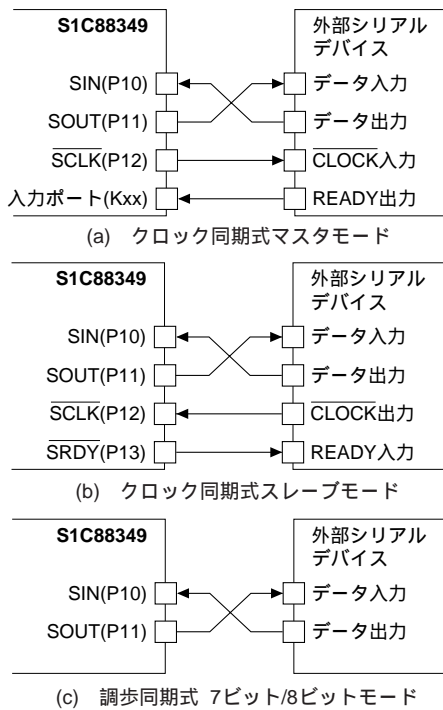 S1C88349
外部シリアル
デバイス
SIN(P10)
データ入力
SOUT(P11)
データ出力
SCLK(P12)
CLOCK入力
入力ポート(Kxx)
READY出力
(a) クロック同期式マスタモード
S1C88349
外部シリアル
デバイス
SIN(P10)
データ入力
SOUT(P11)
データ出力
SCLK(P12)
CLOCK出力
SRDY(P13)
READY入力
(b) クロック同期式スレーブモード
S1C88349
外部シリアル
デバイス
SIN(P10)
データ入力
SOUT(P11)
データ出力
(c) 調歩同期式 7ビット/8ビットモード